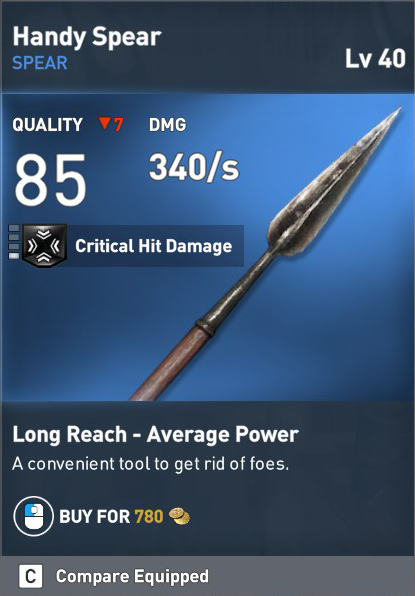 Handy Spear
SPEAR
Lv 40
QUALITY ▼7 DMG
85 340/s
Critical Hit Damage
Long Reach - Average Power
A convenient tool to get rid of foes.
BUY FOR 780
C Compare Equipped